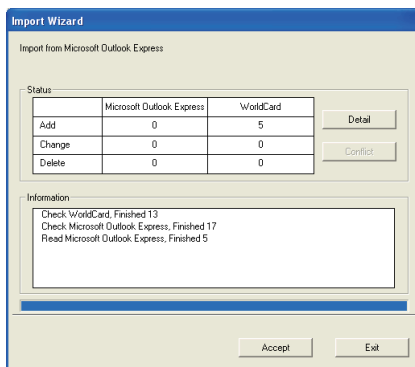 Import Wizard
Import from Microsoft Outlook Express
Status
Microsoft Outlook Express WorldCard
Add 0 5
Detail
Change 0 0
Conflict
Delete 0 0
Information
Check WorldCard, Finished 13
Check Microsoft Outlook Express, Finished 17
Read Microsoft Outlook Express, Finished 5
Accept Exit